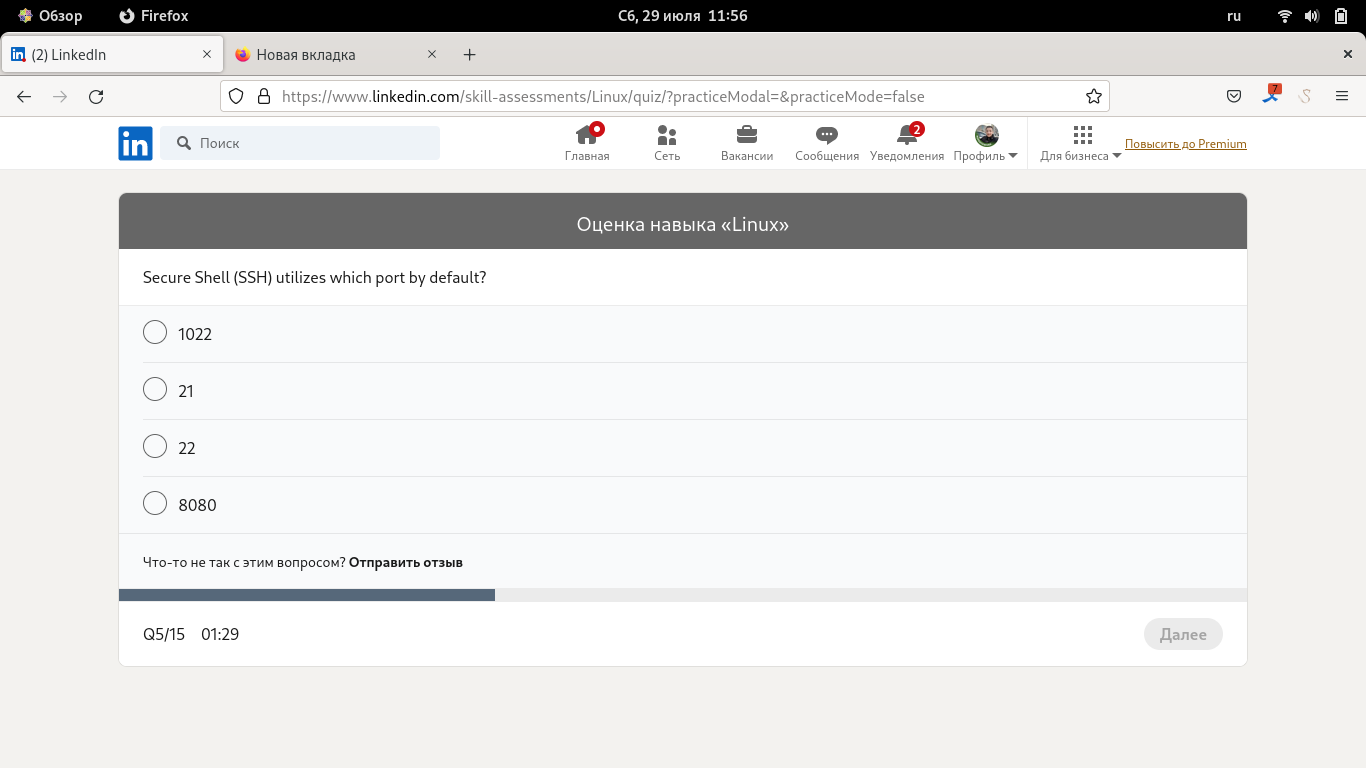 Обзор Firefox Сб, 29 июля 11:56 ru
(2) LinkedIn Новая вкладка
https://www.linkedin.com/skill-assessments/Linux/quiz/?practiceModal=&practiceMode=false 7
in Поиск Главная Сеть Вакансии Сообщения 2 Уведомления Профиль Для бизнеса Повысить до Premium
Оценка навыка «Linux»
Secure Shell (SSH) utilizes which port by default?
1022
21
22
8080
Что-то не так с этим вопросом? Отправить отзыв
Q5/15 01:29 Далее